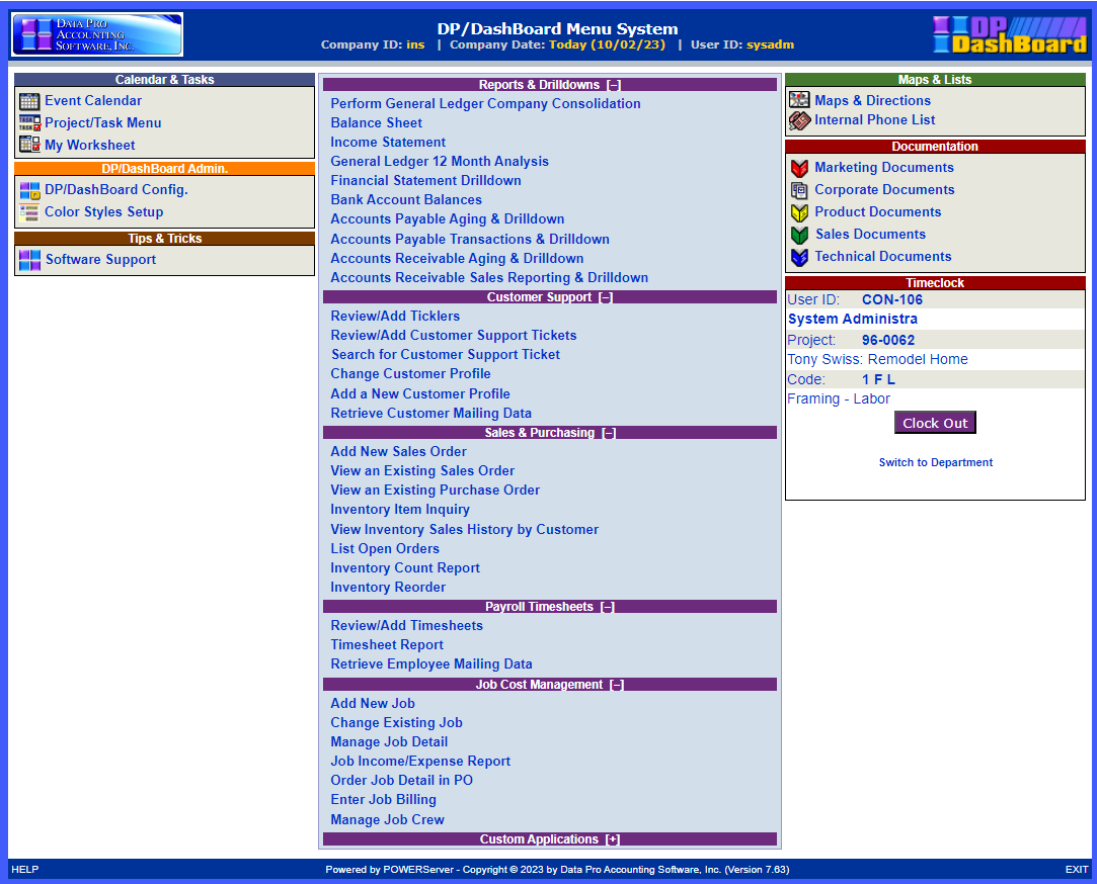 DATA PRO
ACCOUNTING
SOFTWARE, INC.
DP/DashBoard Menu System
Company ID: ins | Company Date: Today (10/02/23) | User ID: sysadm
DP
DashBoard
Calendar & Tasks
Event Calendar
Project/Task Menu
My Worksheet
DP/DashBoard Admin.
DP/DashBoard Config.
Color Styles Setup
Tips & Tricks
Software Support
Reports & Drilldowns [–]
Perform General Ledger Company Consolidation
Balance Sheet
Income Statement
General Ledger 12 Month Analysis
Financial Statement Drilldown
Bank Account Balances
Accounts Payable Aging & Drilldown
Accounts Payable Transactions & Drilldown
Accounts Receivable Aging & Drilldown
Accounts Receivable Sales Reporting & Drilldown
Customer Support [–]
Review/Add Ticklers
Review/Add Customer Support Tickets
Search for Customer Support Ticket
Change Customer Profile
Add a New Customer Profile
Retrieve Customer Mailing Data
Sales & Purchasing [–]
Add New Sales Order
View an Existing Sales Order
View an Existing Purchase Order
Inventory Item Inquiry
View Inventory Sales History by Customer
List Open Orders
Inventory Count Report
Inventory Reorder
Payroll Timesheets [–]
Review/Add Timesheets
Timesheet Report
Retrieve Employee Mailing Data
Job Cost Management [–]
Add New Job
Change Existing Job
Manage Job Detail
Job Income/Expense Report
Order Job Detail in PO
Enter Job Billing
Manage Job Crew
Custom Applications [+]
Maps & Lists
Maps & Directions
Internal Phone List
Documentation
Marketing Documents
Corporate Documents
Product Documents
Sales Documents
Technical Documents
Timeclock
User ID: CON-106
System Administra
Project: 96-0062
Tony Swiss: Remodel Home
Code: 1 F L
Framing - Labor
Clock Out
Switch to Department
HELP
Powered by POWERServer - Copyright © 2023 by Data Pro Accounting Software, Inc. (Version 7.63)
EXIT